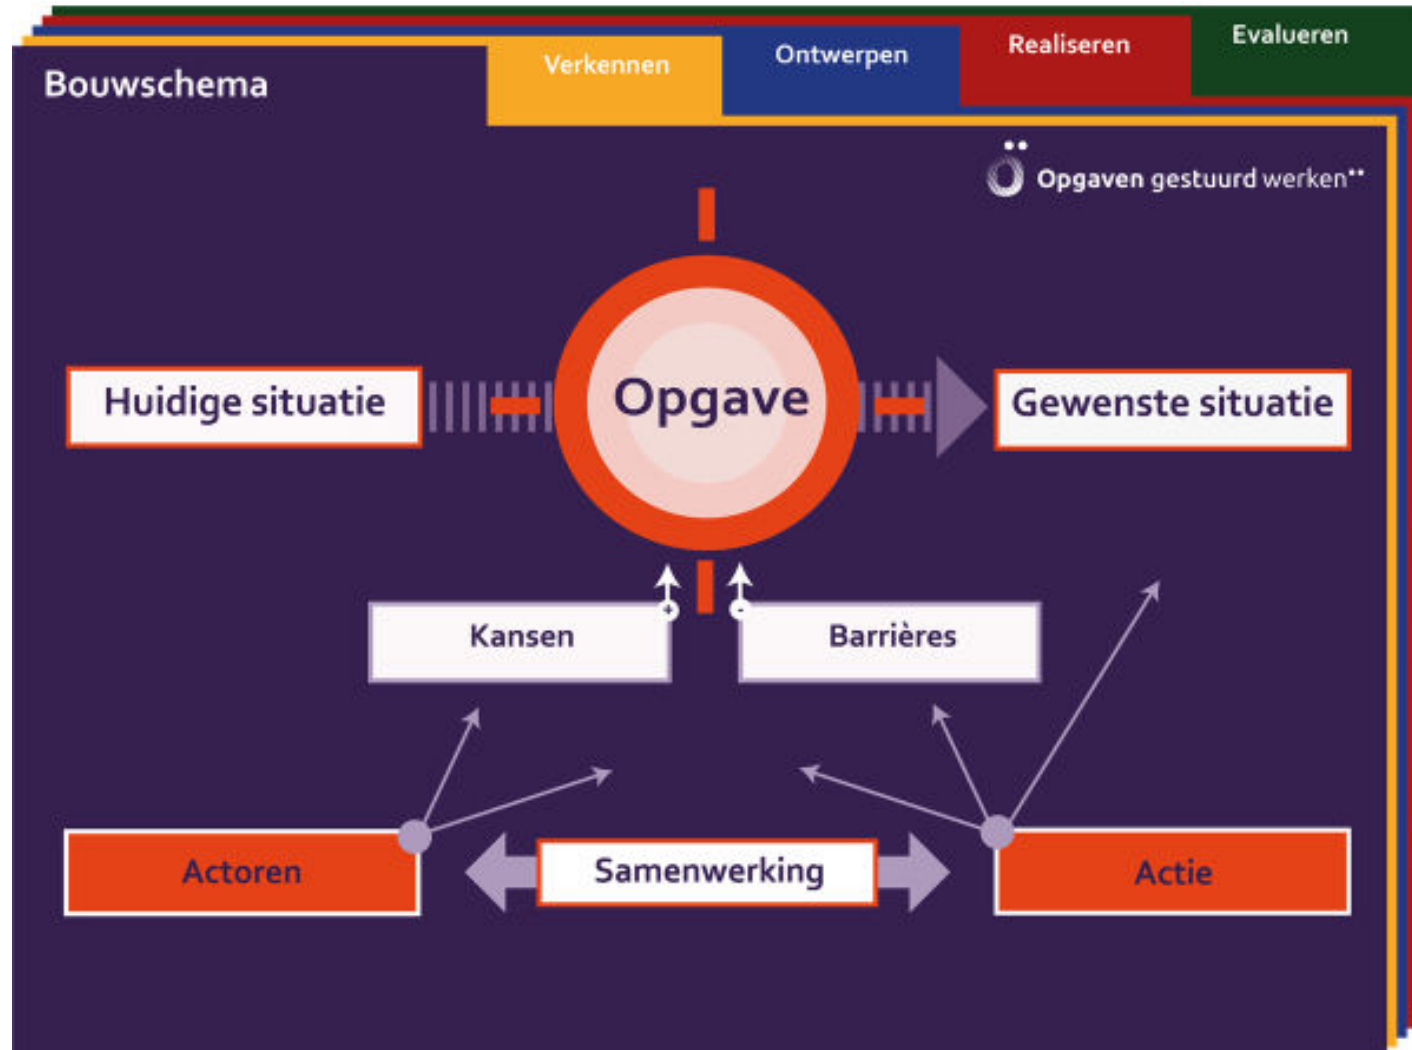 Bouwschema
Verkennen
Ontwerpen
Realiseren
Evalueren
Ö Opgaven gestuurd werken••
Huidige situatie
Opgave
Gewenste situatie
+
-
Kansen
Barrières
Actoren
Samenwerking
Actie